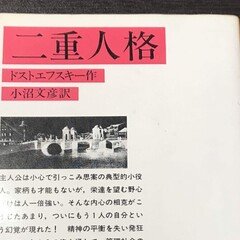 二重人格
ドストエフスキー作
小沼文彦訳
主人公は小心で引っこみ思案の典型的小役
人。家柄も才能もないが、栄達を望む野心
けは人一倍強い。そんな内心の相克がこ
じたあまり、ついにもう1人の自分とい
う幻覚が現れた! 精神の平衡を失い発狂